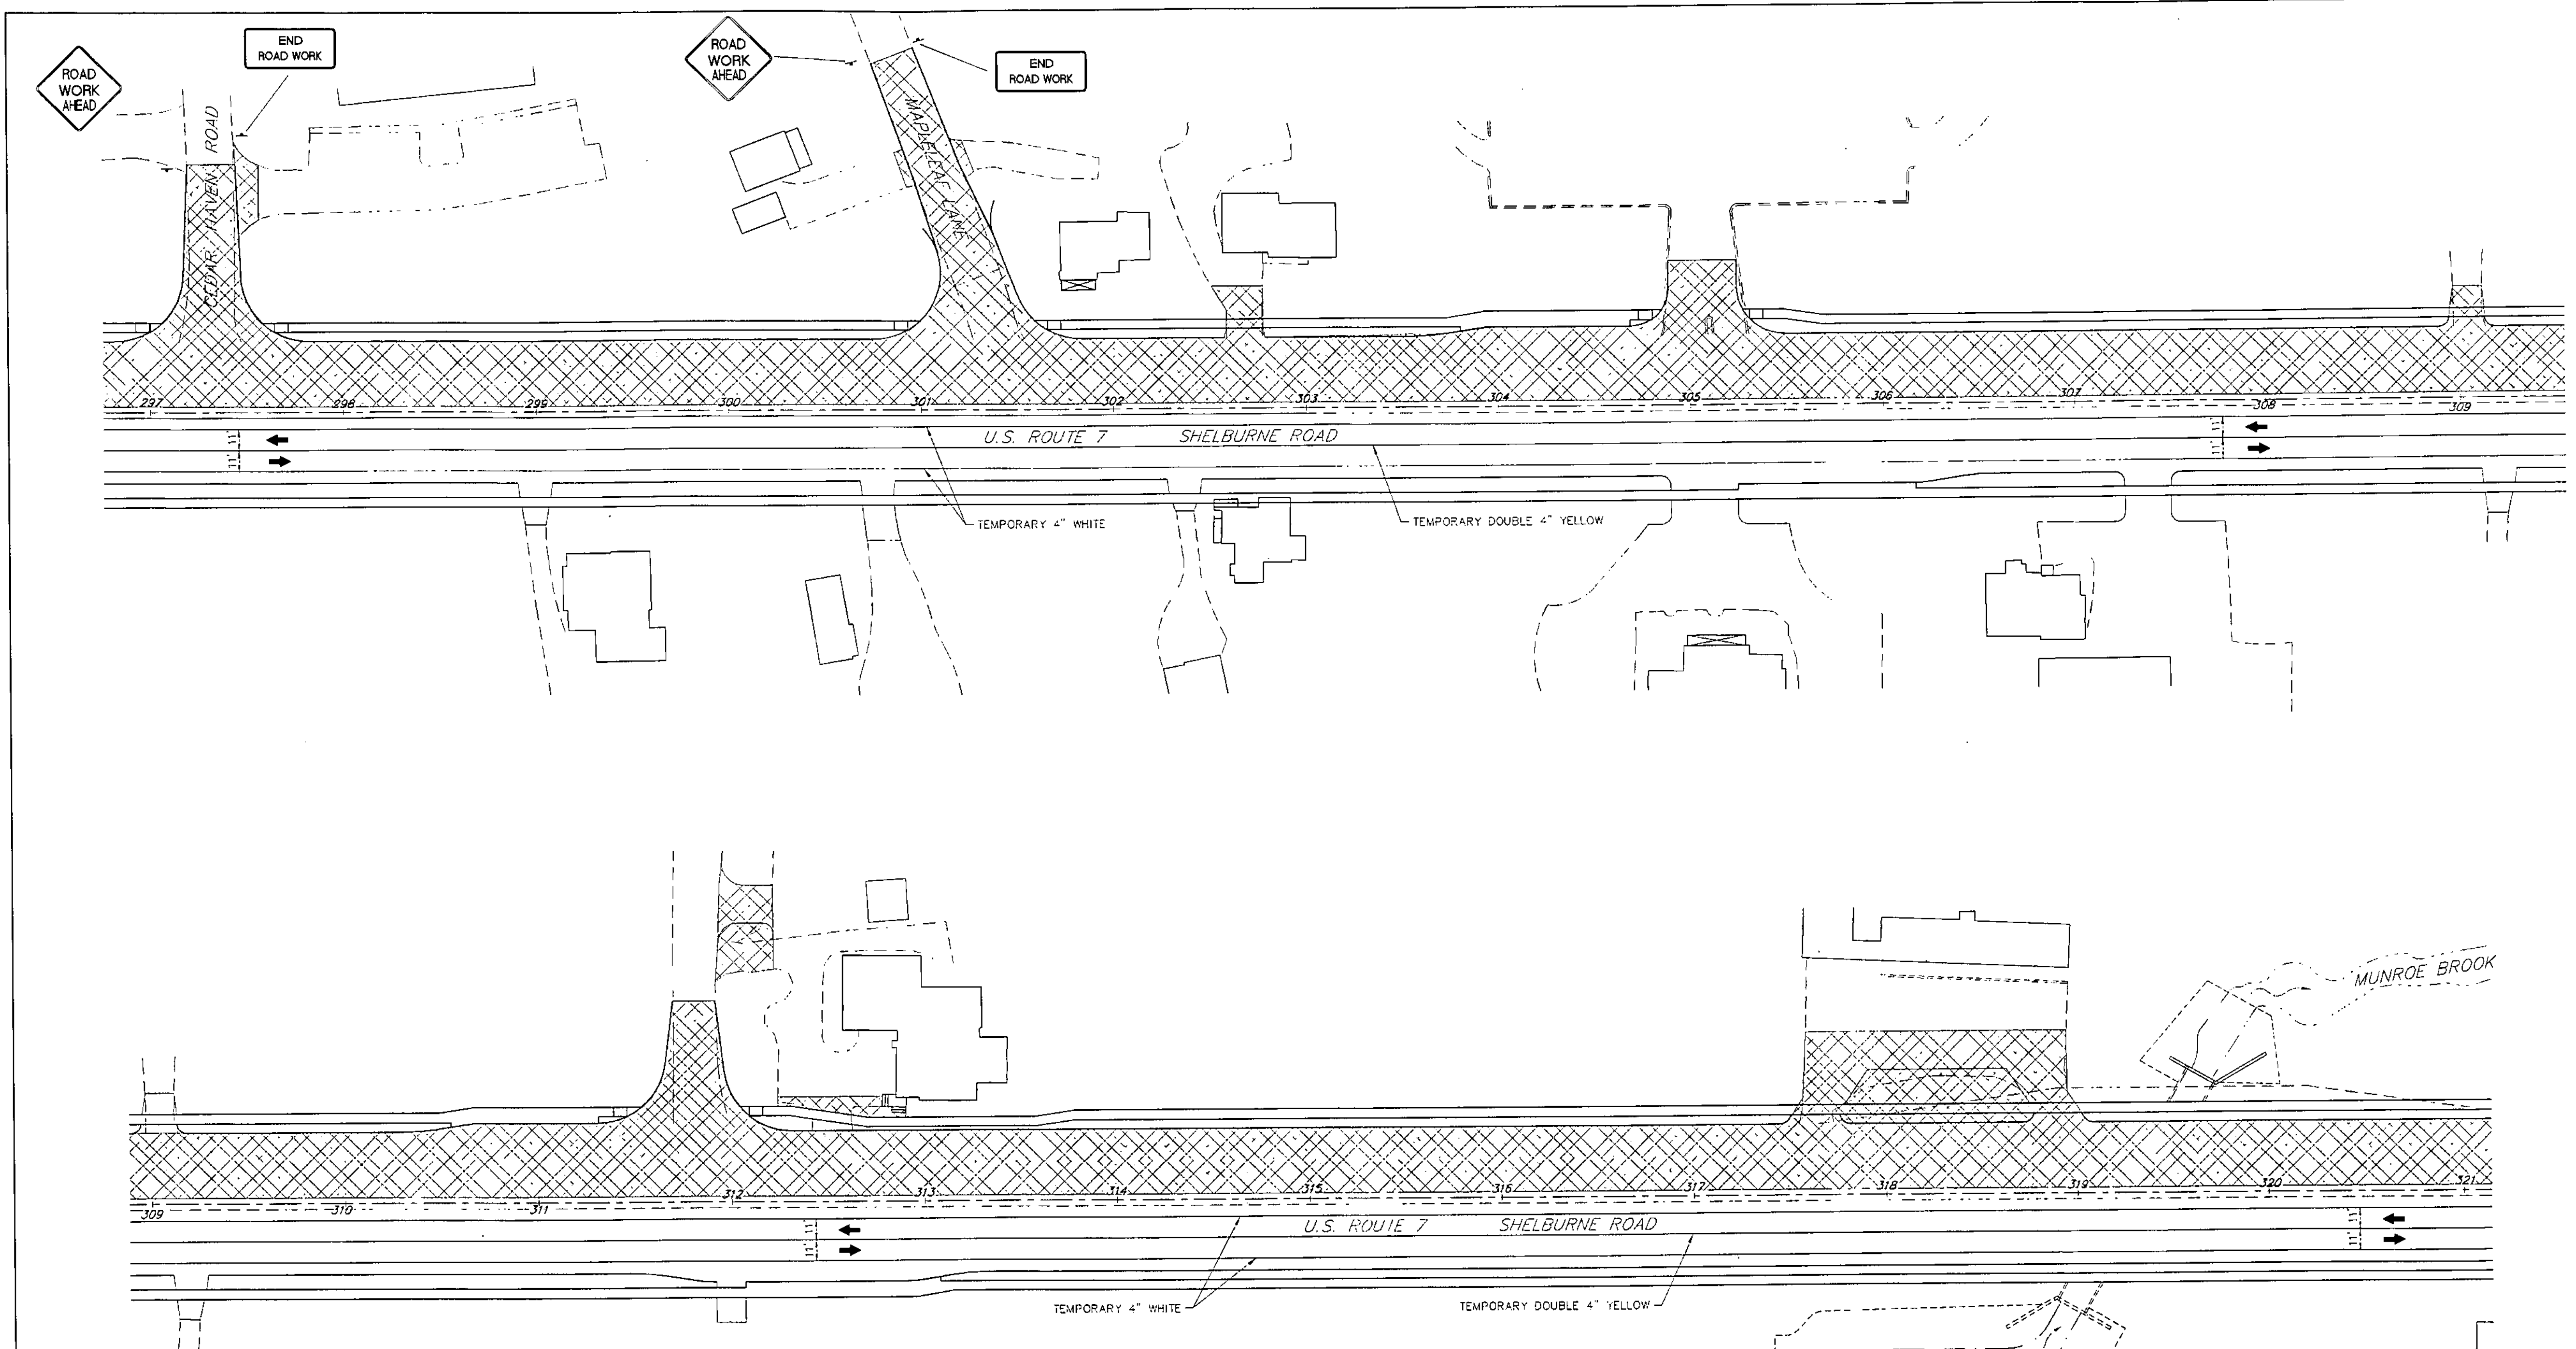 ROAD
WORK
AHEAD
END
ROAD WORK
ROAD
WORK
AHEAD
END
ROAD WORK
CEDAR HAVEN ROAD
MAPLELEAF LANE
297 298 299 300 301 302 303 304 305 306 307 308 309
U.S. ROUTE 7 SHELBURNE ROAD
TEMPORARY 4" WHITE
TEMPORARY DOUBLE 4" YELLOW
MUNROE BROOK
309 310 311 312 313 314 315 316 317 318 319 320 321
U.S. ROUTE 7 SHELBURNE ROAD
TEMPORARY 4" WHITE
TEMPORARY DOUBLE 4" YELLOW